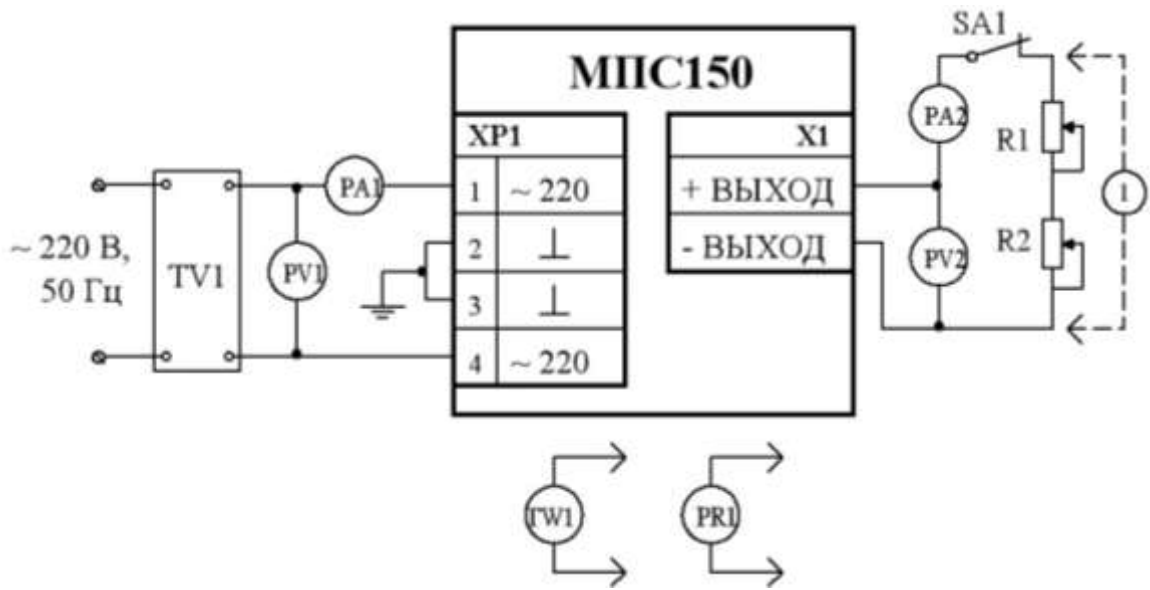 SA1
МПС150
PA2
XP1
X1
R1
PA1
1
~ 220
+ ВЫХОД
1
~ 220 В,
50 Гц
TV1
PV1
2
⊥
- ВЫХОД
PV2
R2
3
⊥
4
~ 220
TW1
PR1